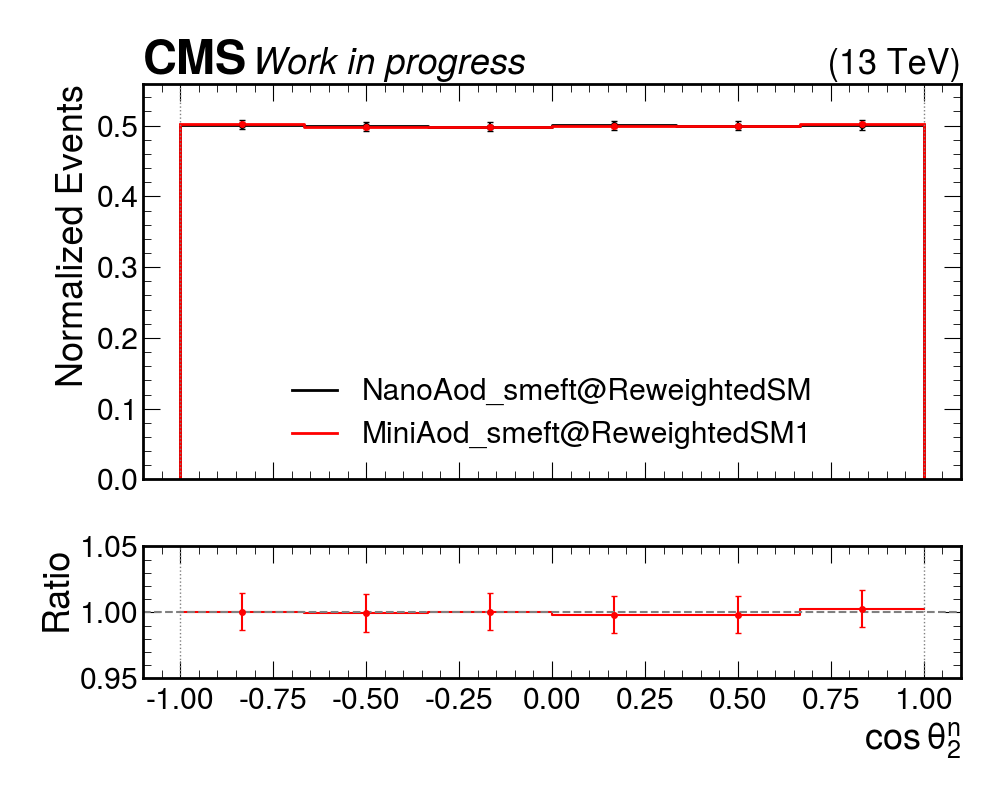 CMS Work in progress (13 TeV)
Normalized Events
0.5
0.4
0.3
0.2
0.1
0.0
NanoAod_smeft@ReweightedSM
MiniAod_smeft@ReweightedSM1
Ratio
1.05
1.00
0.95
-1.00 -0.75 -0.50 -0.25 0.00 0.25 0.50 0.75 1.00
cos θ₂ⁿ